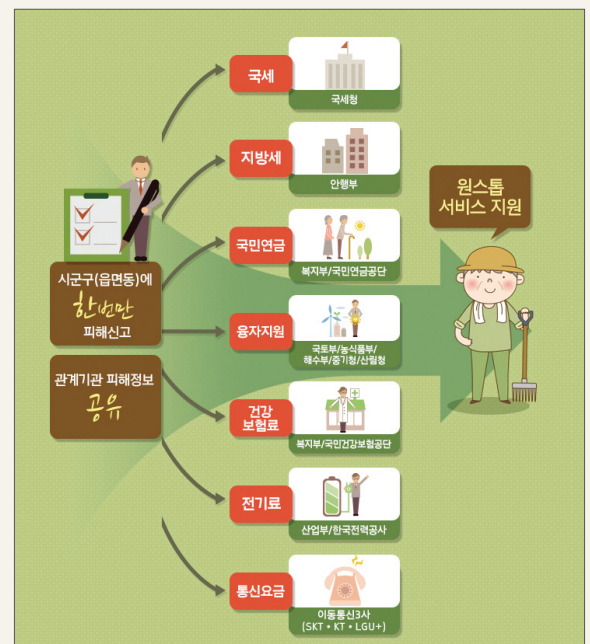 시군구(읍면동)에
한번만
피해신고
관계기관 피해정보
공유
국세
국세청
지방세
안행부
국민연금
복지부/국민연금공단
융자지원
국토부/농식품부/
해수부/중기청/산림청
건강
보험료
복지부/국민건강보험공단
전기료
산업부/한국전력공사
통신요금
이동통신3사
(SKT • KT • LGU+)
원스톱
서비스 지원